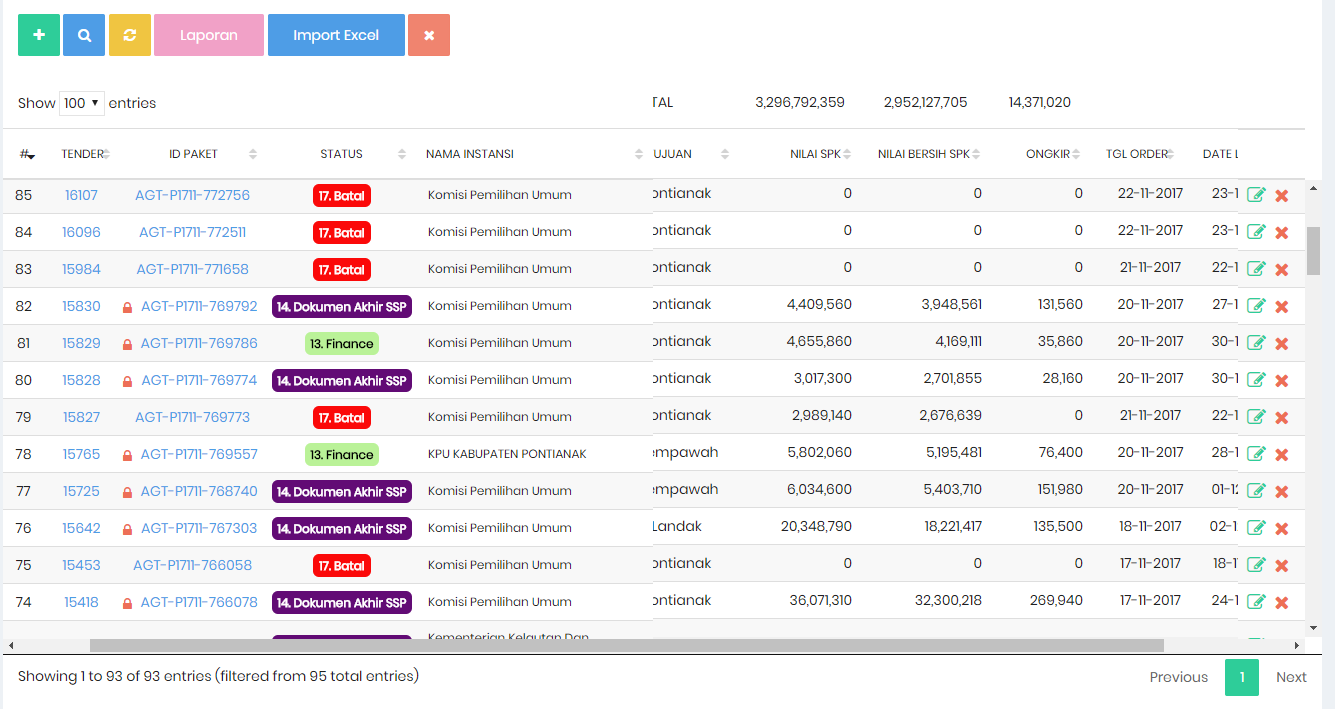 Laporan Import Excel
Show 100 entries TAL 3,296,792,359 2,952,127,705 14,371,020
# TENDER ID PAKET STATUS NAMA INSTANSI UJUAN NILAI SPK NILAI BERSIH SPK ONGKIR TGL ORDER DATE L
85 16107 AGT-P1711-772756 17. Batal Komisi Pemilihan Umum ontianak 0 0 0 22-11-2017 23-1
84 16096 AGT-P1711-772511 17. Batal Komisi Pemilihan Umum ontianak 0 0 0 22-11-2017 23-1
83 15984 AGT-P1711-771658 17. Batal Komisi Pemilihan Umum ontianak 0 0 0 21-11-2017 22-1
82 15830 AGT-P1711-769792 14. Dokumen Akhir SSP Komisi Pemilihan Umum ontianak 4,409,560 3,948,561 131,560 20-11-2017 27-1
81 15829 AGT-P1711-769786 13. Finance Komisi Pemilihan Umum ontianak 4,655,860 4,169,111 35,860 20-11-2017 30-1
80 15828 AGT-P1711-769774 14. Dokumen Akhir SSP Komisi Pemilihan Umum ontianak 3,017,300 2,701,855 28,160 20-11-2017 30-1
79 15827 AGT-P1711-769773 17. Batal Komisi Pemilihan Umum ontianak 2,989,140 2,676,639 0 21-11-2017 22-1
78 15765 AGT-P1711-769557 13. Finance KPU KABUPATEN PONTIANAK empawah 5,802,060 5,195,481 76,400 20-11-2017 28-1
77 15725 AGT-P1711-768740 14. Dokumen Akhir SSP Komisi Pemilihan Umum empawah 6,034,600 5,403,710 151,980 20-11-2017 01-12
76 15642 AGT-P1711-767303 14. Dokumen Akhir SSP Komisi Pemilihan Umum Landak 20,348,790 18,221,417 135,500 18-11-2017 02-1
75 15453 AGT-P1711-766058 17. Batal Komisi Pemilihan Umum ontianak 0 0 0 17-11-2017 18-1
74 15418 AGT-P1711-766078 14. Dokumen Akhir SSP Komisi Pemilihan Umum ontianak 36,071,310 32,300,218 269,940 17-11-2017 24-1
Kementerian Kelautan Dan
Showing 1 to 93 of 93 entries (filtered from 95 total entries) Previous 1 Next